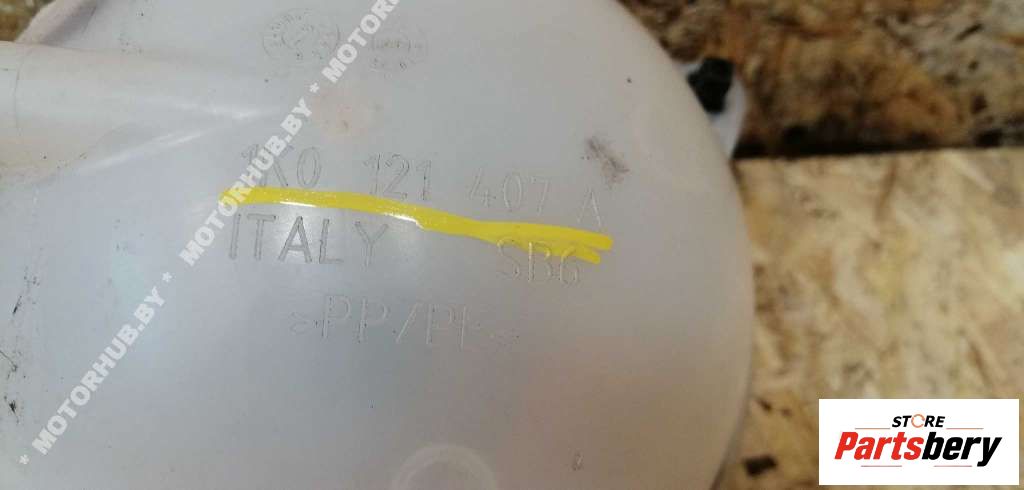 1K0 121 407 A
ITALY SB6
>PP/PE<
* MOTORHUB.BY * MOTORHUB.BY * MOTOR
STORE
Partsbery